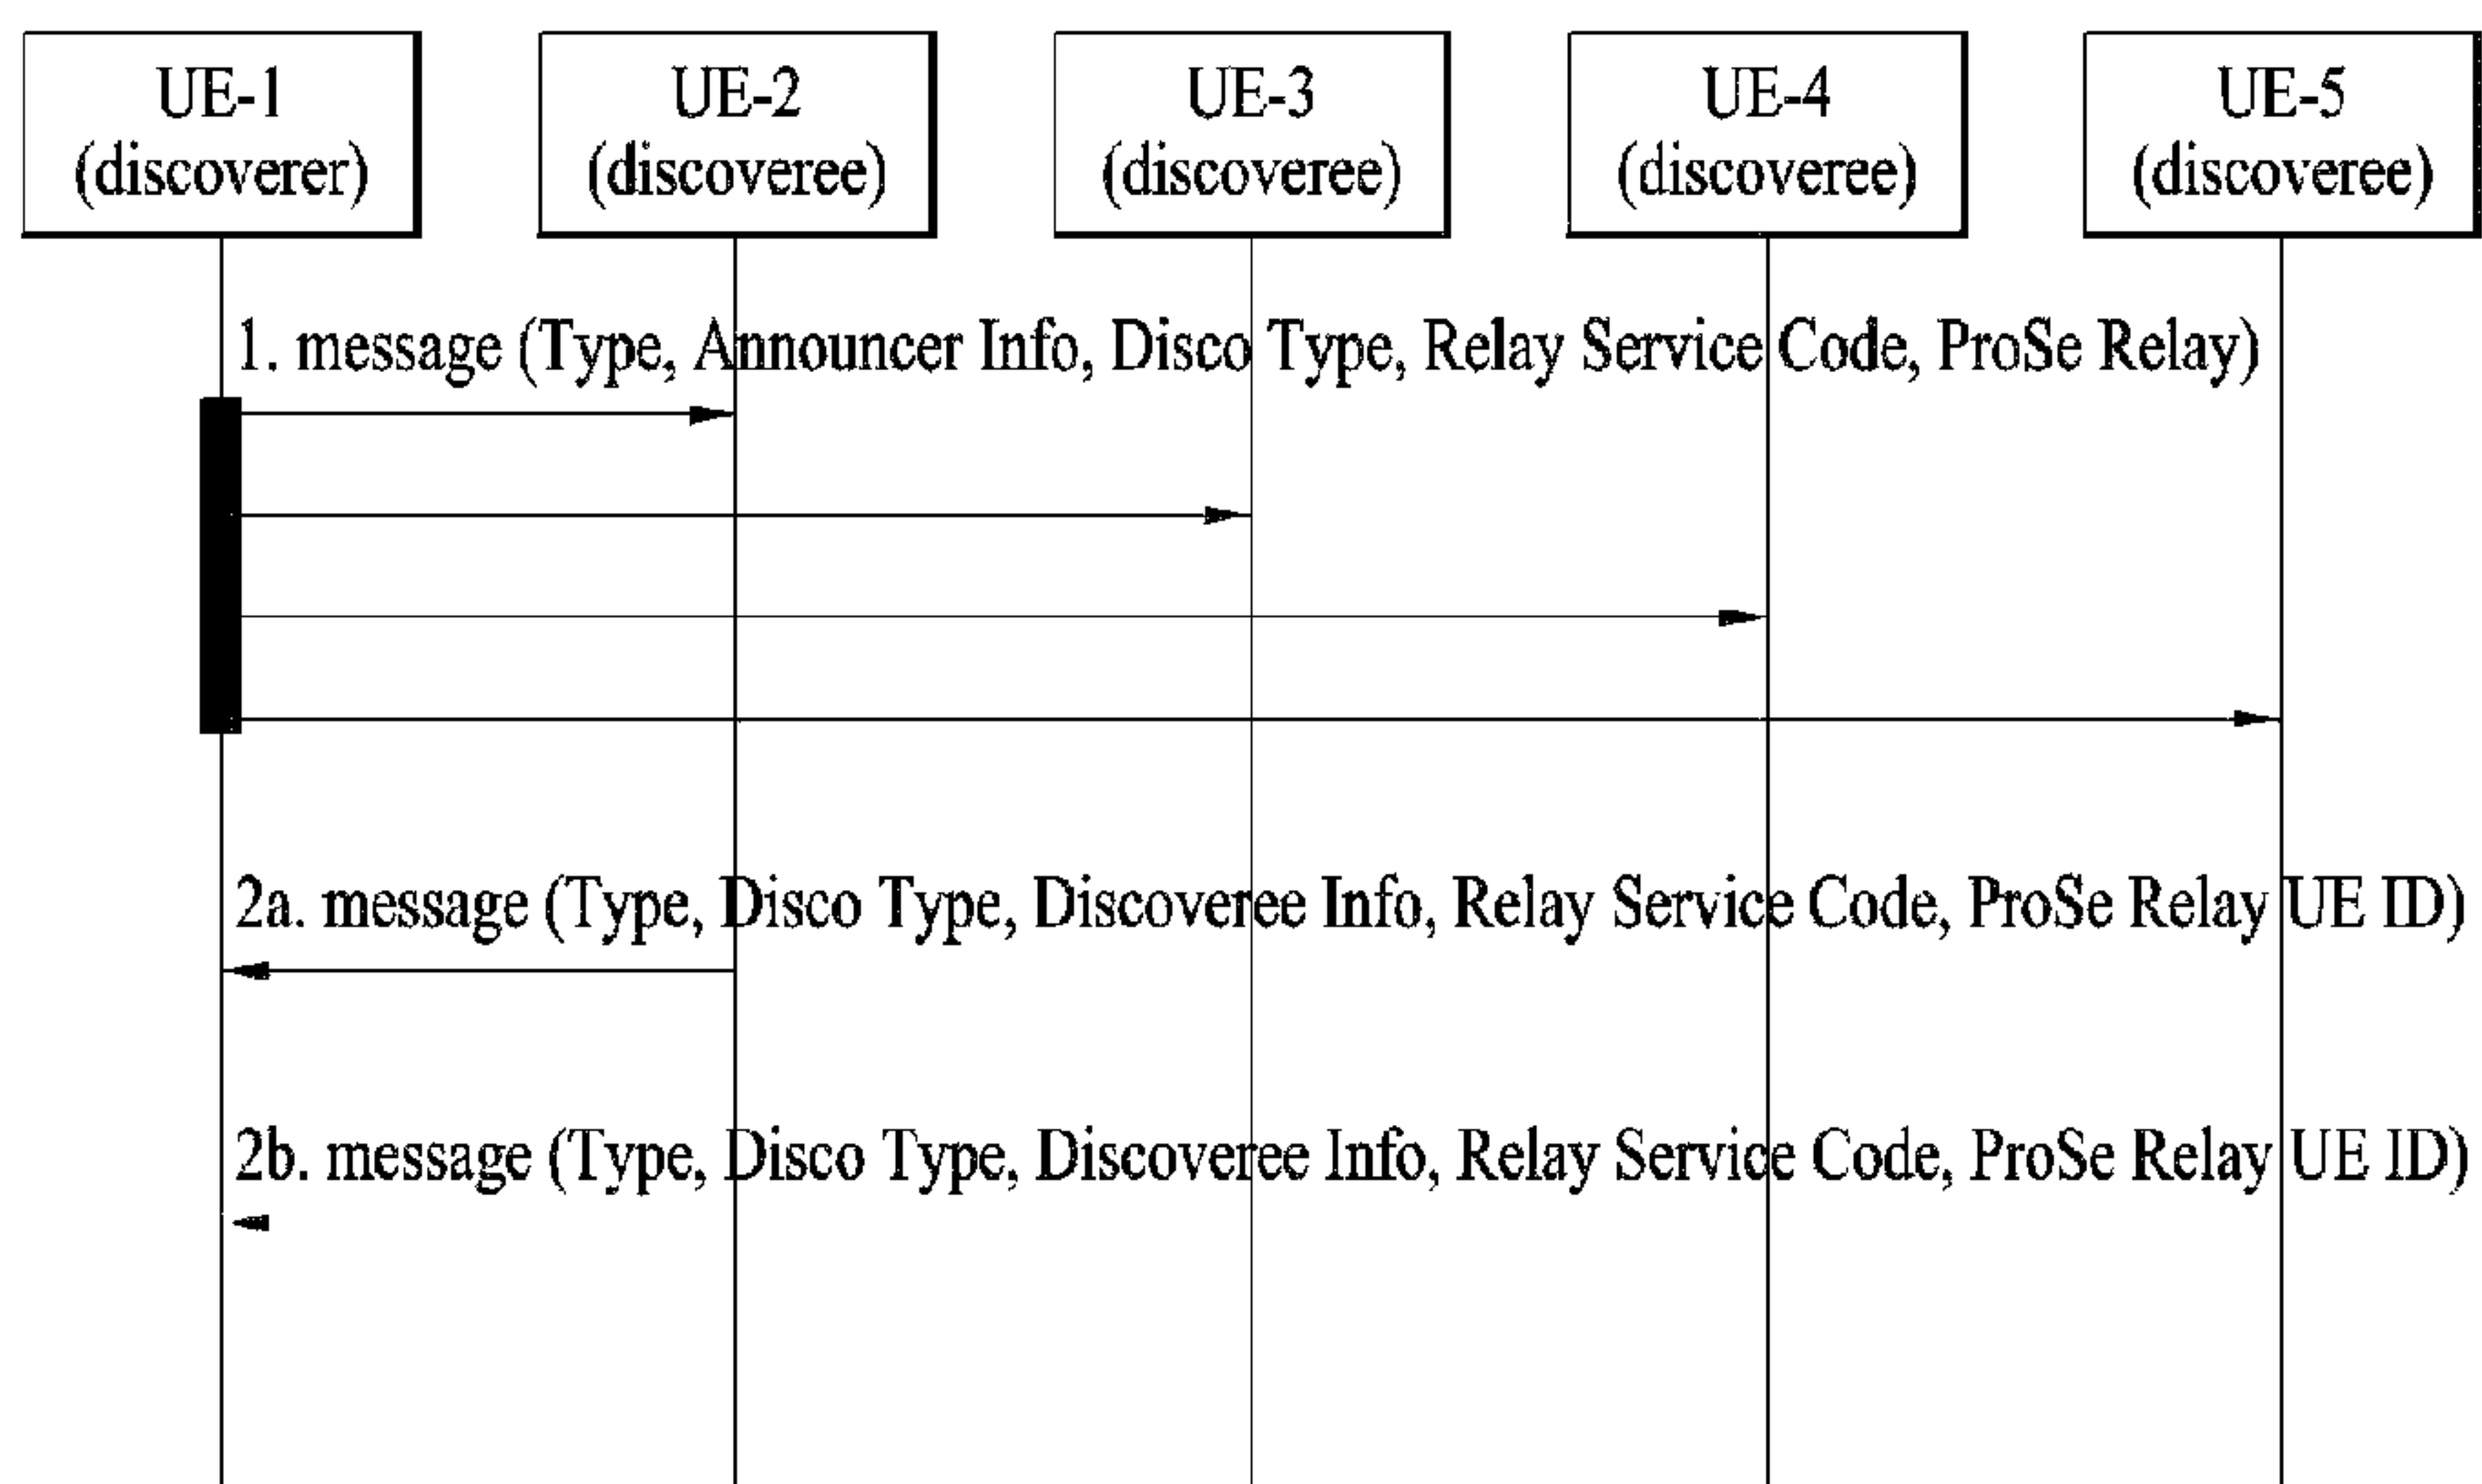 UE-1
(discoverer)
UE-2
(discoveree)
UE-3
(discoveree)
UE-4
(discoveree)
UE-5
(discoveree)
1. message (Type, Announcer Info, Disco Type, Relay Service Code, ProSe Relay)
2a. message (Type, Disco Type, Discoveree Info, Relay Service Code, ProSe Relay UE ID)
2b. message (Type, Disco Type, Discoveree Info, Relay Service Code, ProSe Relay UE ID)